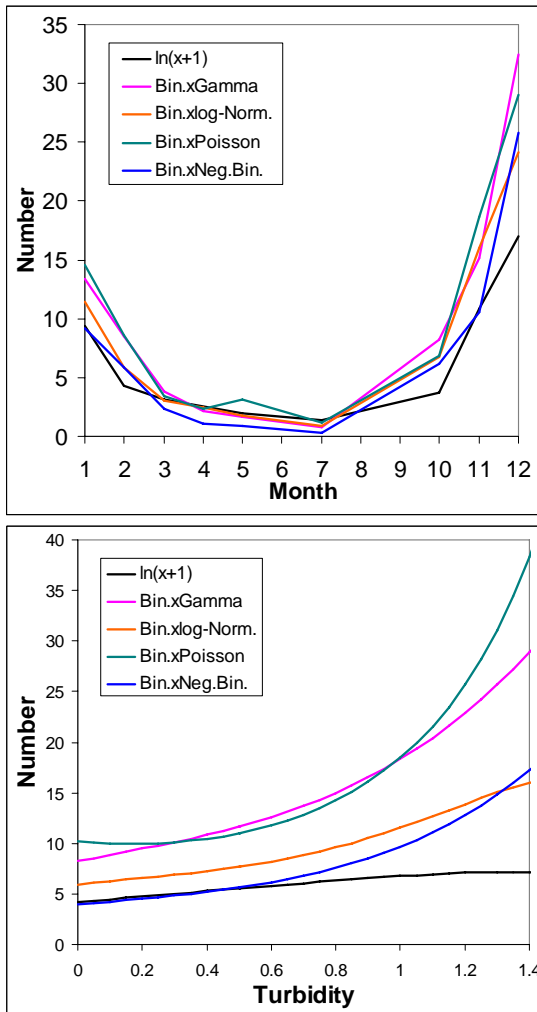 35
30
25
20
15
10
5
0
Number
ln(x+1)
Bin.xGamma
Bin.xlog-Norm.
Bin.xPoisson
Bin.xNeg.Bin.
1 2 3 4 5 6 7 8 9 10 11 12
Month
40
35
30
25
20
15
10
5
0
Number
ln(x+1)
Bin.xGamma
Bin.xlog-Norm.
Bin.xPoisson
Bin.xNeg.Bin.
0 0.2 0.4 0.6 0.8 1 1.2 1.4
Turbidity